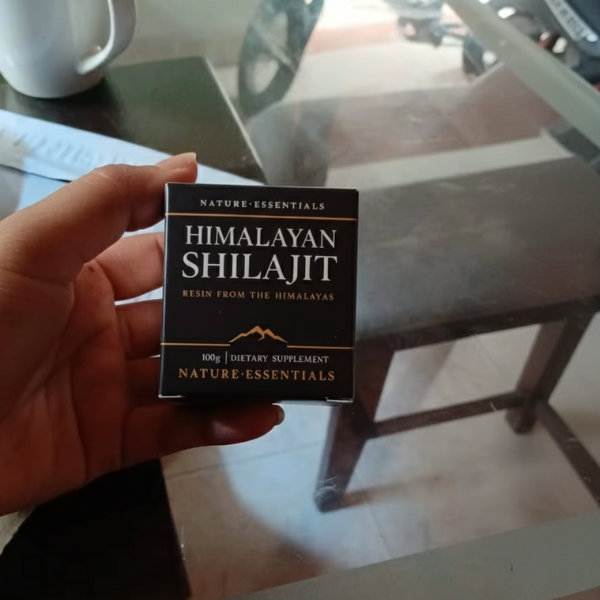 NATURE·ESSENTIALS
HIMALAYAN
SHILAJIT
RESIN FROM THE HIMALAYAS
100g | DIETARY SUPPLEMENT
NATURE·ESSENTIALS